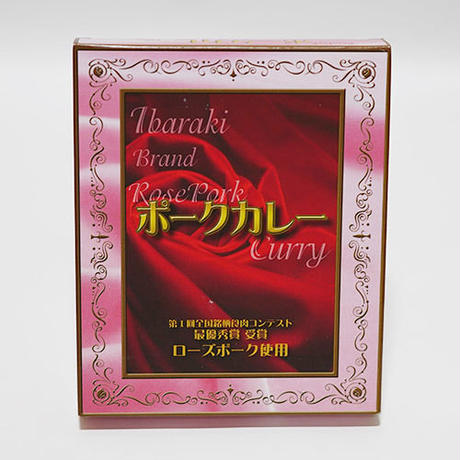 Ibaraki
Brand
RosePork
ポークカレー
Curry
第1回全国銘柄食肉コンテスト
最優秀賞 受賞
ローズポーク使用